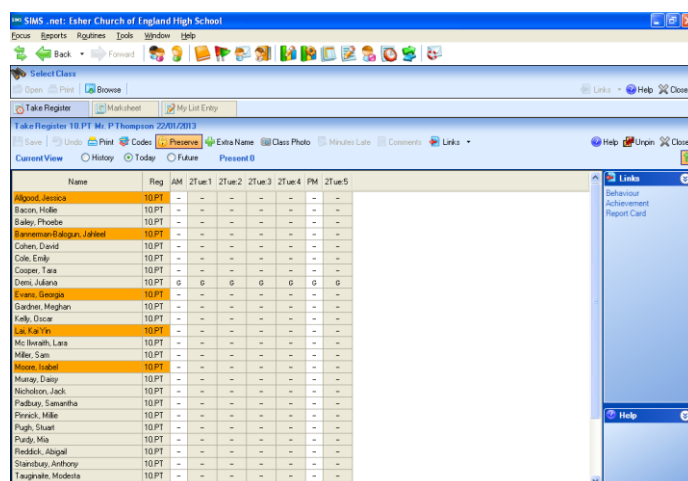 SIMS .net: Esher Church of England High School
Focus Reports Routines Tools Window Help
Back Forward
Select Class
Open Print Browse Links Help Close
Take Register Marksheet My List Entry
Take Register 10.PT Mr. P Thompson 22/01/2013
Save Undo Print Codes Preserve Extra Name Class Photo Minutes Late Comments Links Help Unpin Close
Current View History Today Future Present 0
Name Reg AM 2Tue:1 2Tue:2 2Tue:3 2Tue:4 PM 2Tue:5 Links
Allgood, Jessica 10.PT - - - - - - - Behaviour
Bacon, Hollie 10.PT - - - - - - - Achievement
Bailey, Phoebe 10.PT - - - - - - - Report Card
Bannerman-Balogun, Jahleel 10.PT - - - - - - -
Cohen, David 10.PT - - - - - - -
Cole, Emily 10.PT - - - - - - -
Cooper, Tara 10.PT - - - - - - -
Demi, Juliana 10.PT G G G G G G G
Evans, Georgia 10.PT - - - - - - -
Gardner, Meghan 10.PT - - - - - - -
Kelly, Oscar 10.PT - - - - - - -
Lai, Kai Yin 10.PT - - - - - - -
Mc Ilwraith, Lara 10.PT - - - - - - -
Miller, Sam 10.PT - - - - - - -
Moore, Isabel 10.PT - - - - - - -
Murray, Daisy 10.PT - - - - - - -
Nicholson, Jack 10.PT - - - - - - -
Padbury, Samantha 10.PT - - - - - - -
Pinnick, Millie 10.PT - - - - - - -
Pugh, Stuart 10.PT - - - - - - - Help
Purdy, Mia 10.PT - - - - - - -
Reddick, Abigail 10.PT - - - - - - -
Stainsbury, Anthony 10.PT - - - - - - -
Tauginaite, Modesta 10.PT - - - - - - -